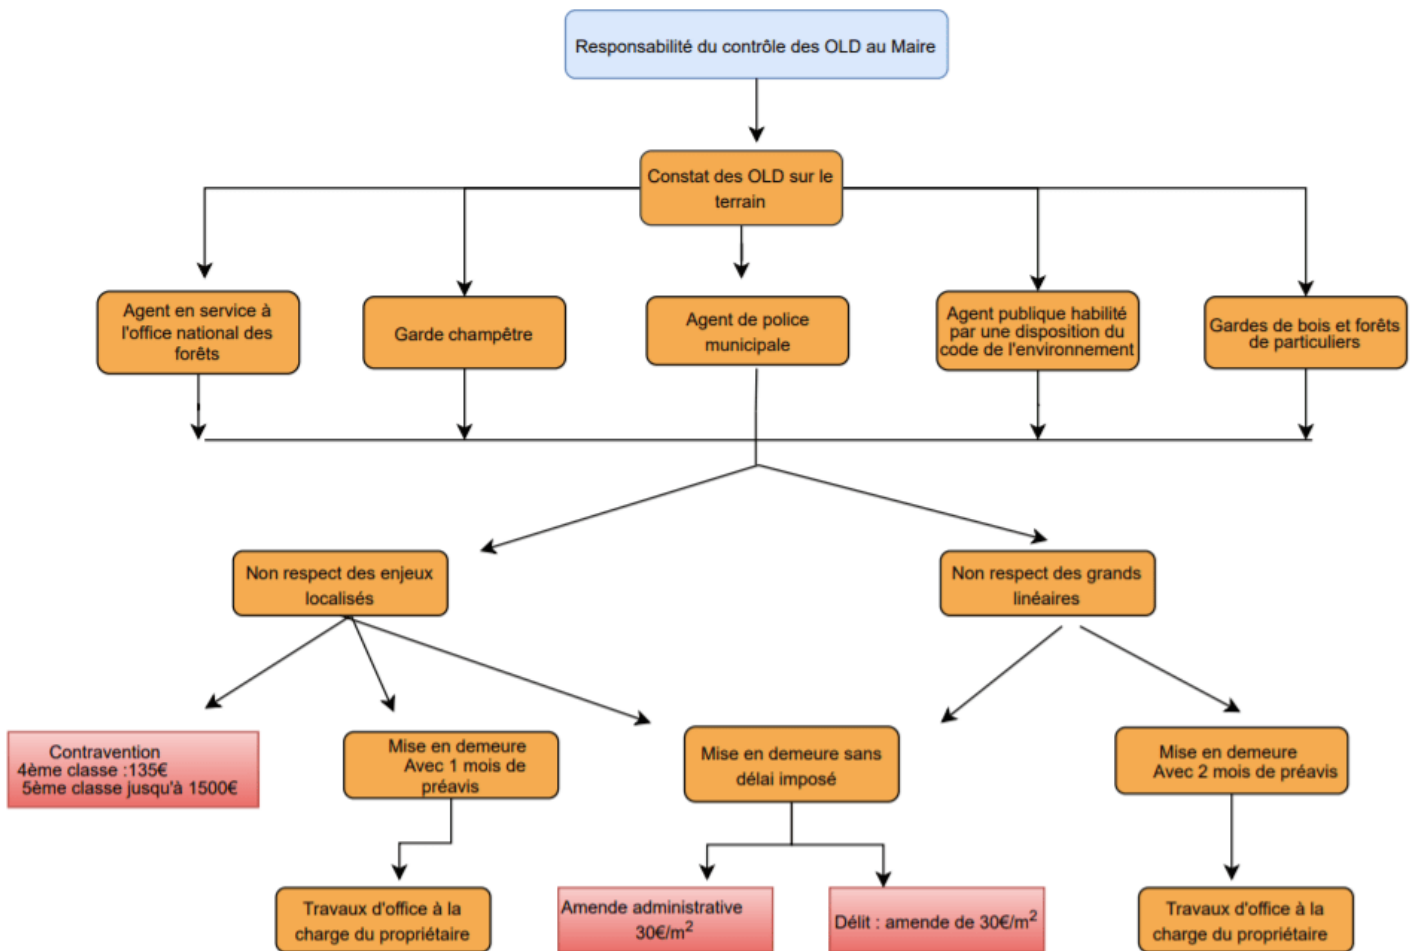 Responsabilité du contrôle des OLD au Maire
Constat des OLD sur le
terrain
Agent en service à
l'office national des
forêts
Garde champêtre
Agent de police
municipale
Agent publique habilité
par une disposition du
code de l'environnement
Gardes de bois et forêts
de particuliers
Non respect des enjeux
localisés
Non respect des grands
linéaires
Contravention
4ème classe :135€
5ème classe jusqu'à 1500€
Mise en demeure
Avec 1 mois de
préavis
Mise en demeure sans
délai imposé
Mise en demeure
Avec 2 mois de préavis
Travaux d'office à la
charge du propriétaire
Amende administrative
30€/m²
Délit : amende de 30€/m²
Travaux d'office à la
charge du propriétaire